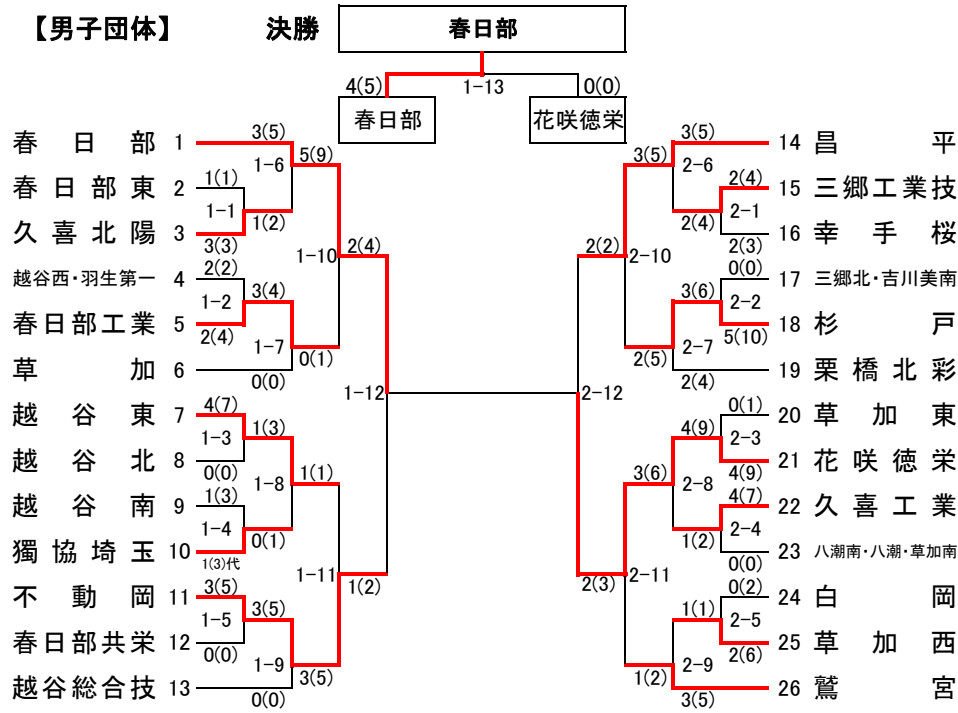 【男子団体】 決勝 春日部
4(5) 1-13 0(0)
春日部 花咲徳栄
春日部 1 3(5) 1-6 5(9)
春日部東 2 1(1) 1-1
久喜北陽 3 3(3) 1(2) 1-10 2(4)
越谷西・羽生第一 4 2(2) 1-2
春日部工業 5 2(4) 3(4) 1-7 0(1)
草加 6 0(0) 1-12
越谷東 7 4(7) 1-3 1(3)
越谷北 8 0(0) 1-8 1(1)
越谷南 9 1(3) 1-4
獨協埼玉 10 1(3)代 0(1) 1-11 1(2)
不動岡 11 3(5) 1-5 3(5)
春日部共栄 12 0(0) 1-9 3(5)
越谷総合技 13 0(0)
3(5) 2-6 3(5) 14 昌平
2(4) 2-1 15 三郷工業技
2(2) 2-10 2(4) 2(3) 16 幸手桜
0(0) 2-2 17 三郷北・吉川美南
3(6) 5(10) 18 杉戸
2(5) 2-7 2(4) 19 栗橋北彩
2-12 0(1) 2-3 20 草加東
4(9) 4(9) 21 花咲徳栄
3(6) 2-8 4(7) 2-4 22 久喜工業
1(2) 0(0) 23 八潮南・八潮・草加南
2(3) 2-11 0(2) 2-5 24 白岡
1(1) 2(6) 25 草加西
1(2) 2-9 3(5) 26 鷲宮